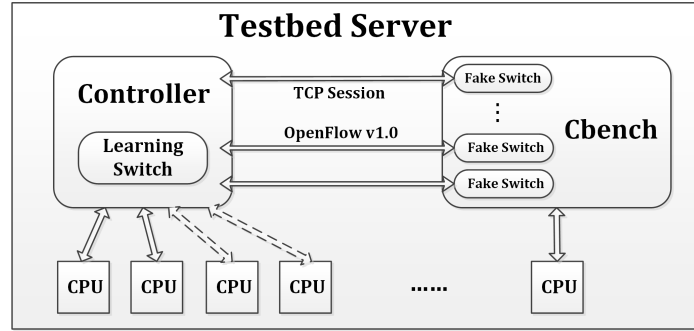 Testbed Server
Controller
Learning
Switch
TCP Session
OpenFlow v1.0
Fake Switch
⋮
Fake Switch
Fake Switch
Cbench
CPU
CPU
CPU
CPU
......
CPU